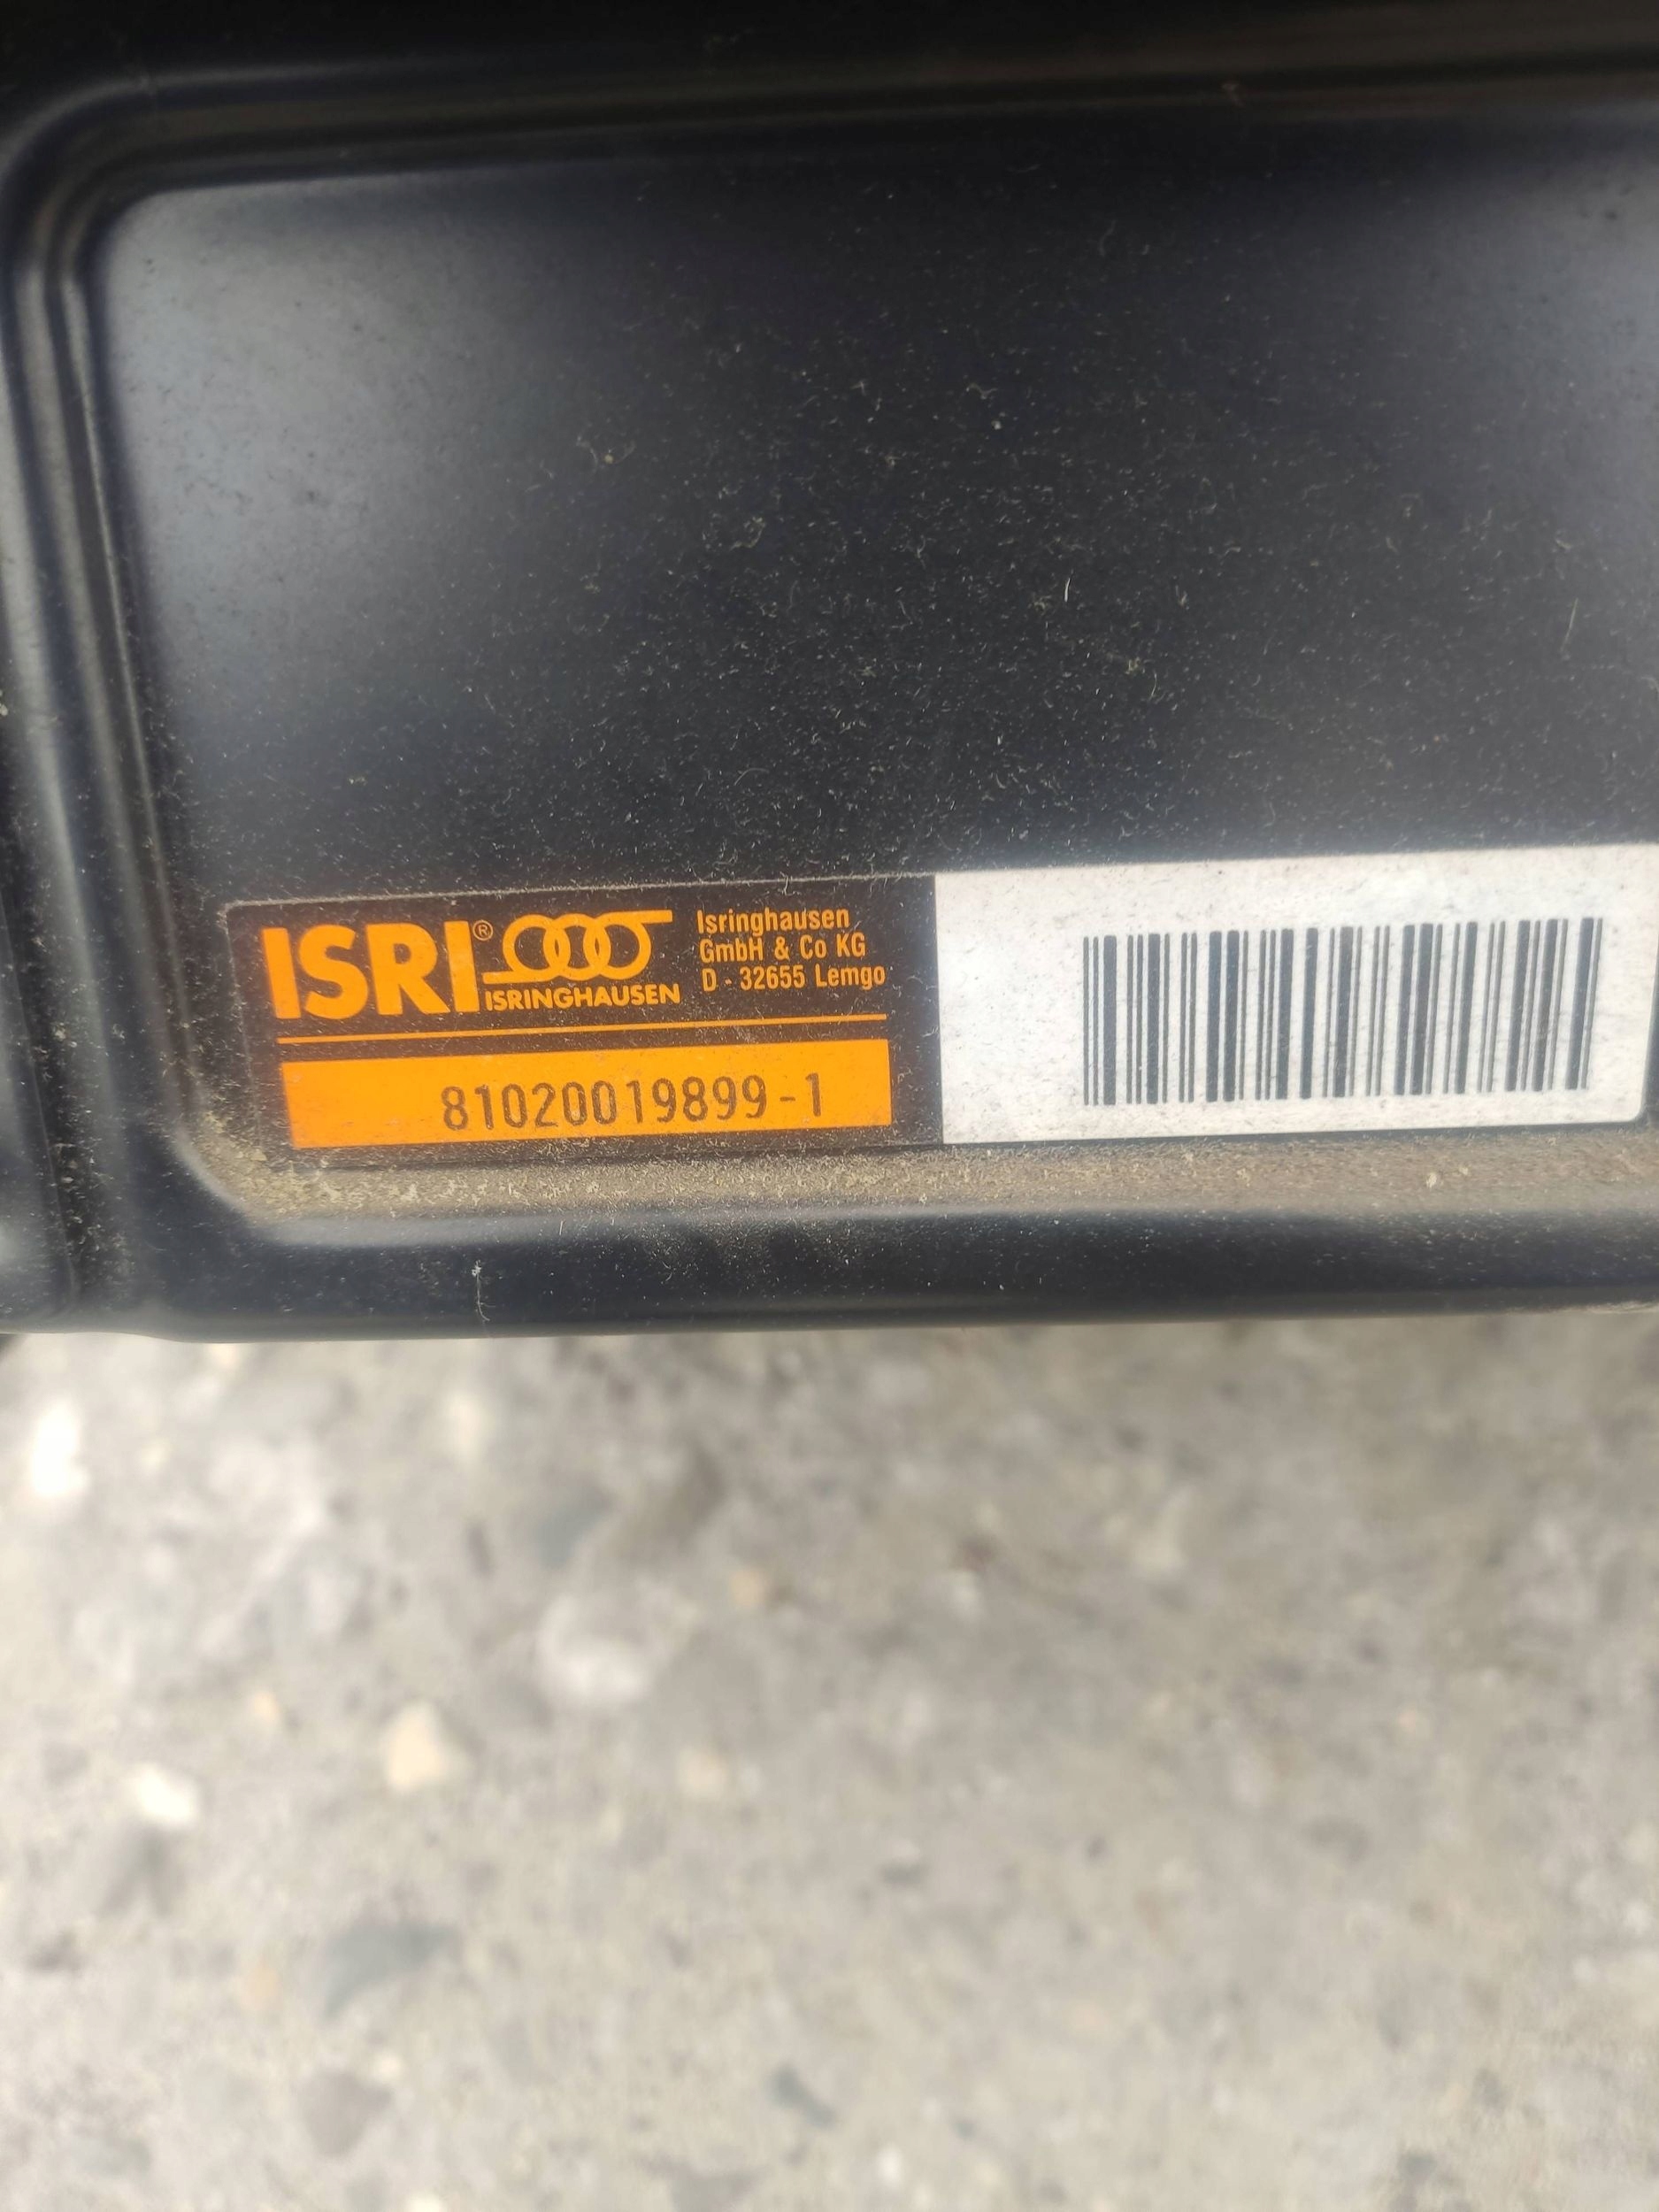 ISRI®
ISRINGHAUSEN
Isringhausen
GmbH & Co KG
D - 32655 Lemgo
81020019899-1